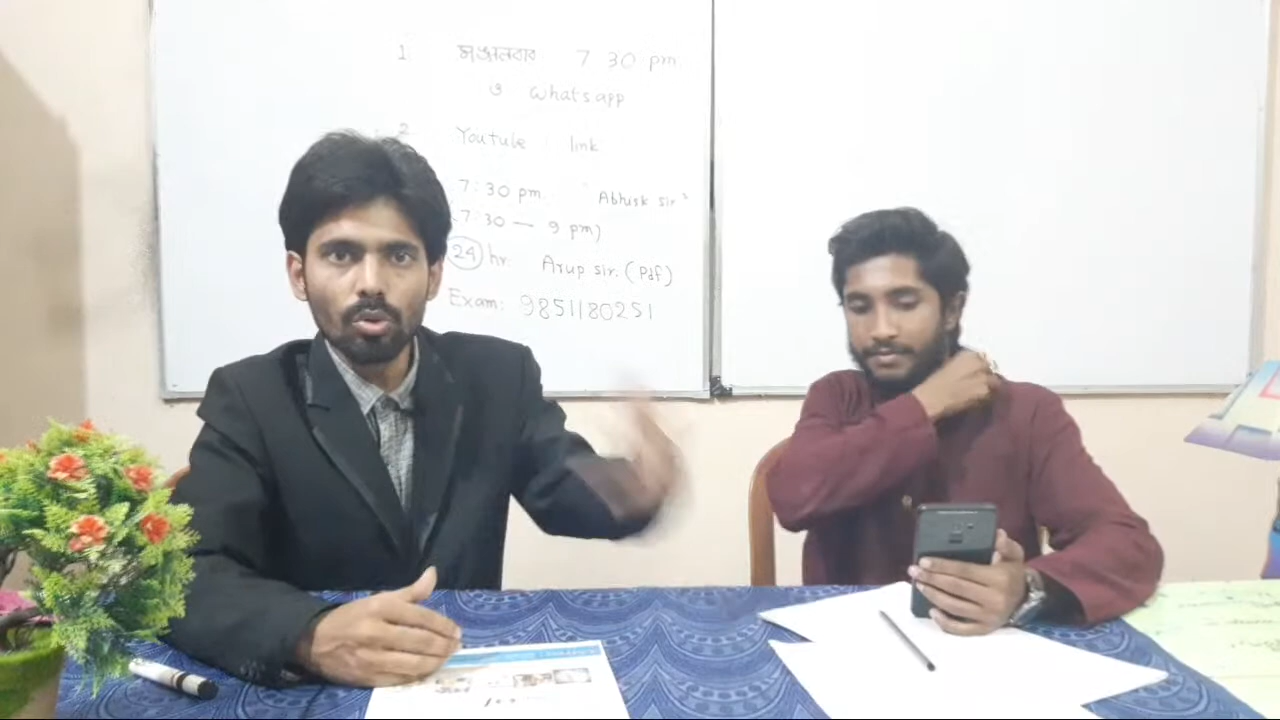 1 মঙ্গলবার 7 30 pm.
ও Whatsapp
2 Youtube : link
7:30 pm. "Abhisk sir"
7:30 — 9 pm)
24 hr. Arup sir. (Pdf)
Exam: 9851180251